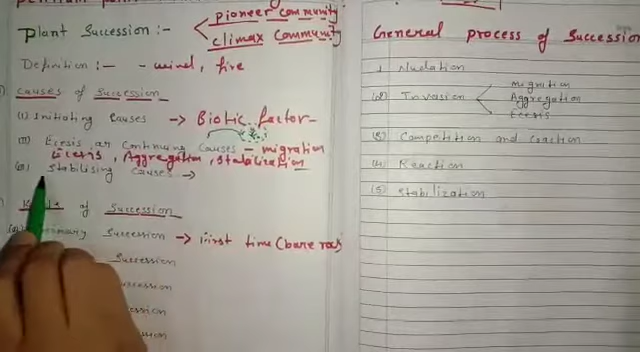 Pioneer Community
Plant Succession :-
Climax Community
Definition :- - wind, fire
Causes of Succession
(i) Initiating Causes → Biotic factor-
(ii) Ecesis or Continuing Causes - migration
Ecesis, Aggregation, Stabilization
(iii) Stabilising Causes →
of Succession
Succession → First time (bare rock)
Succession
Succession
General process of Succession
1. Nudation
(2) Invasion
Migration
Aggregation
Ecesis
(3) Competition and coaction
(4) Reaction
(5) Stabilization